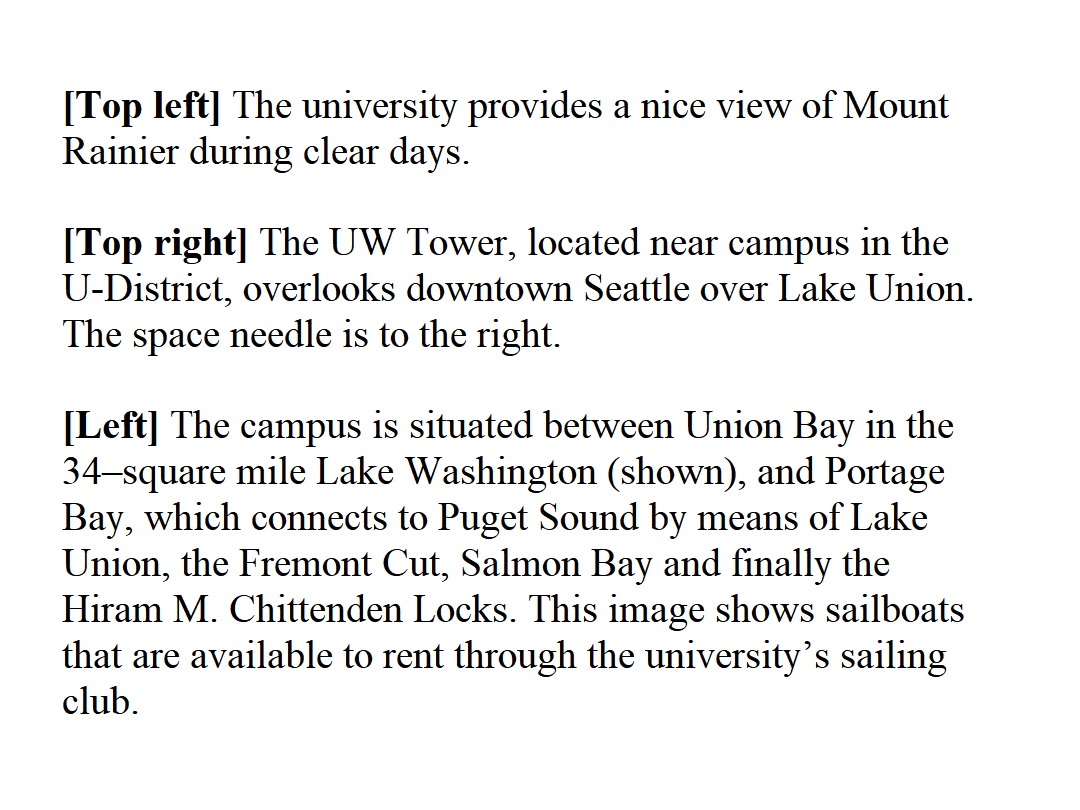 [Top left] The university provides a nice view of Mount
Rainier during clear days.
[Top right] The UW Tower, located near campus in the
U-District, overlooks downtown Seattle over Lake Union.
The space needle is to the right.
[Left] The campus is situated between Union Bay in the
34–square mile Lake Washington (shown), and Portage
Bay, which connects to Puget Sound by means of Lake
Union, the Fremont Cut, Salmon Bay and finally the
Hiram M. Chittenden Locks. This image shows sailboats
that are available to rent through the university’s sailing
club.